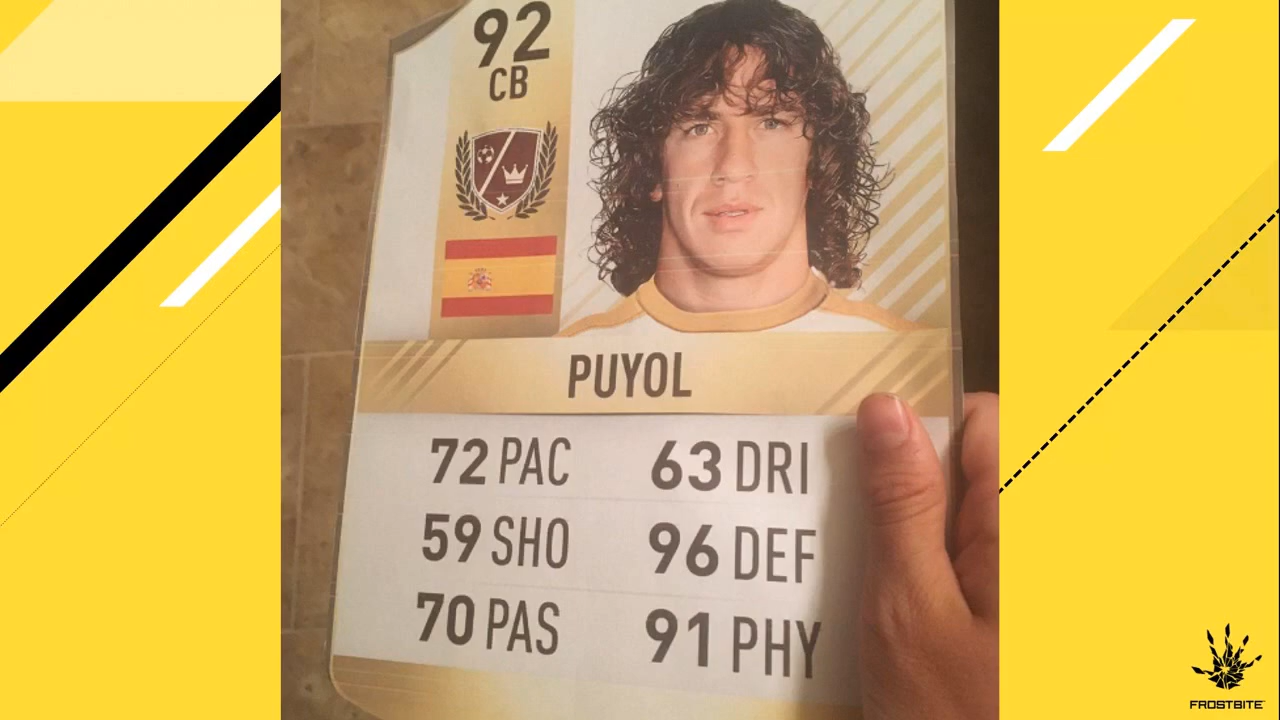 92
CB
PUYOL
72 PAC
63 DRI
59 SHO
96 DEF
70 PAS
91 PHY
FROSTBITE